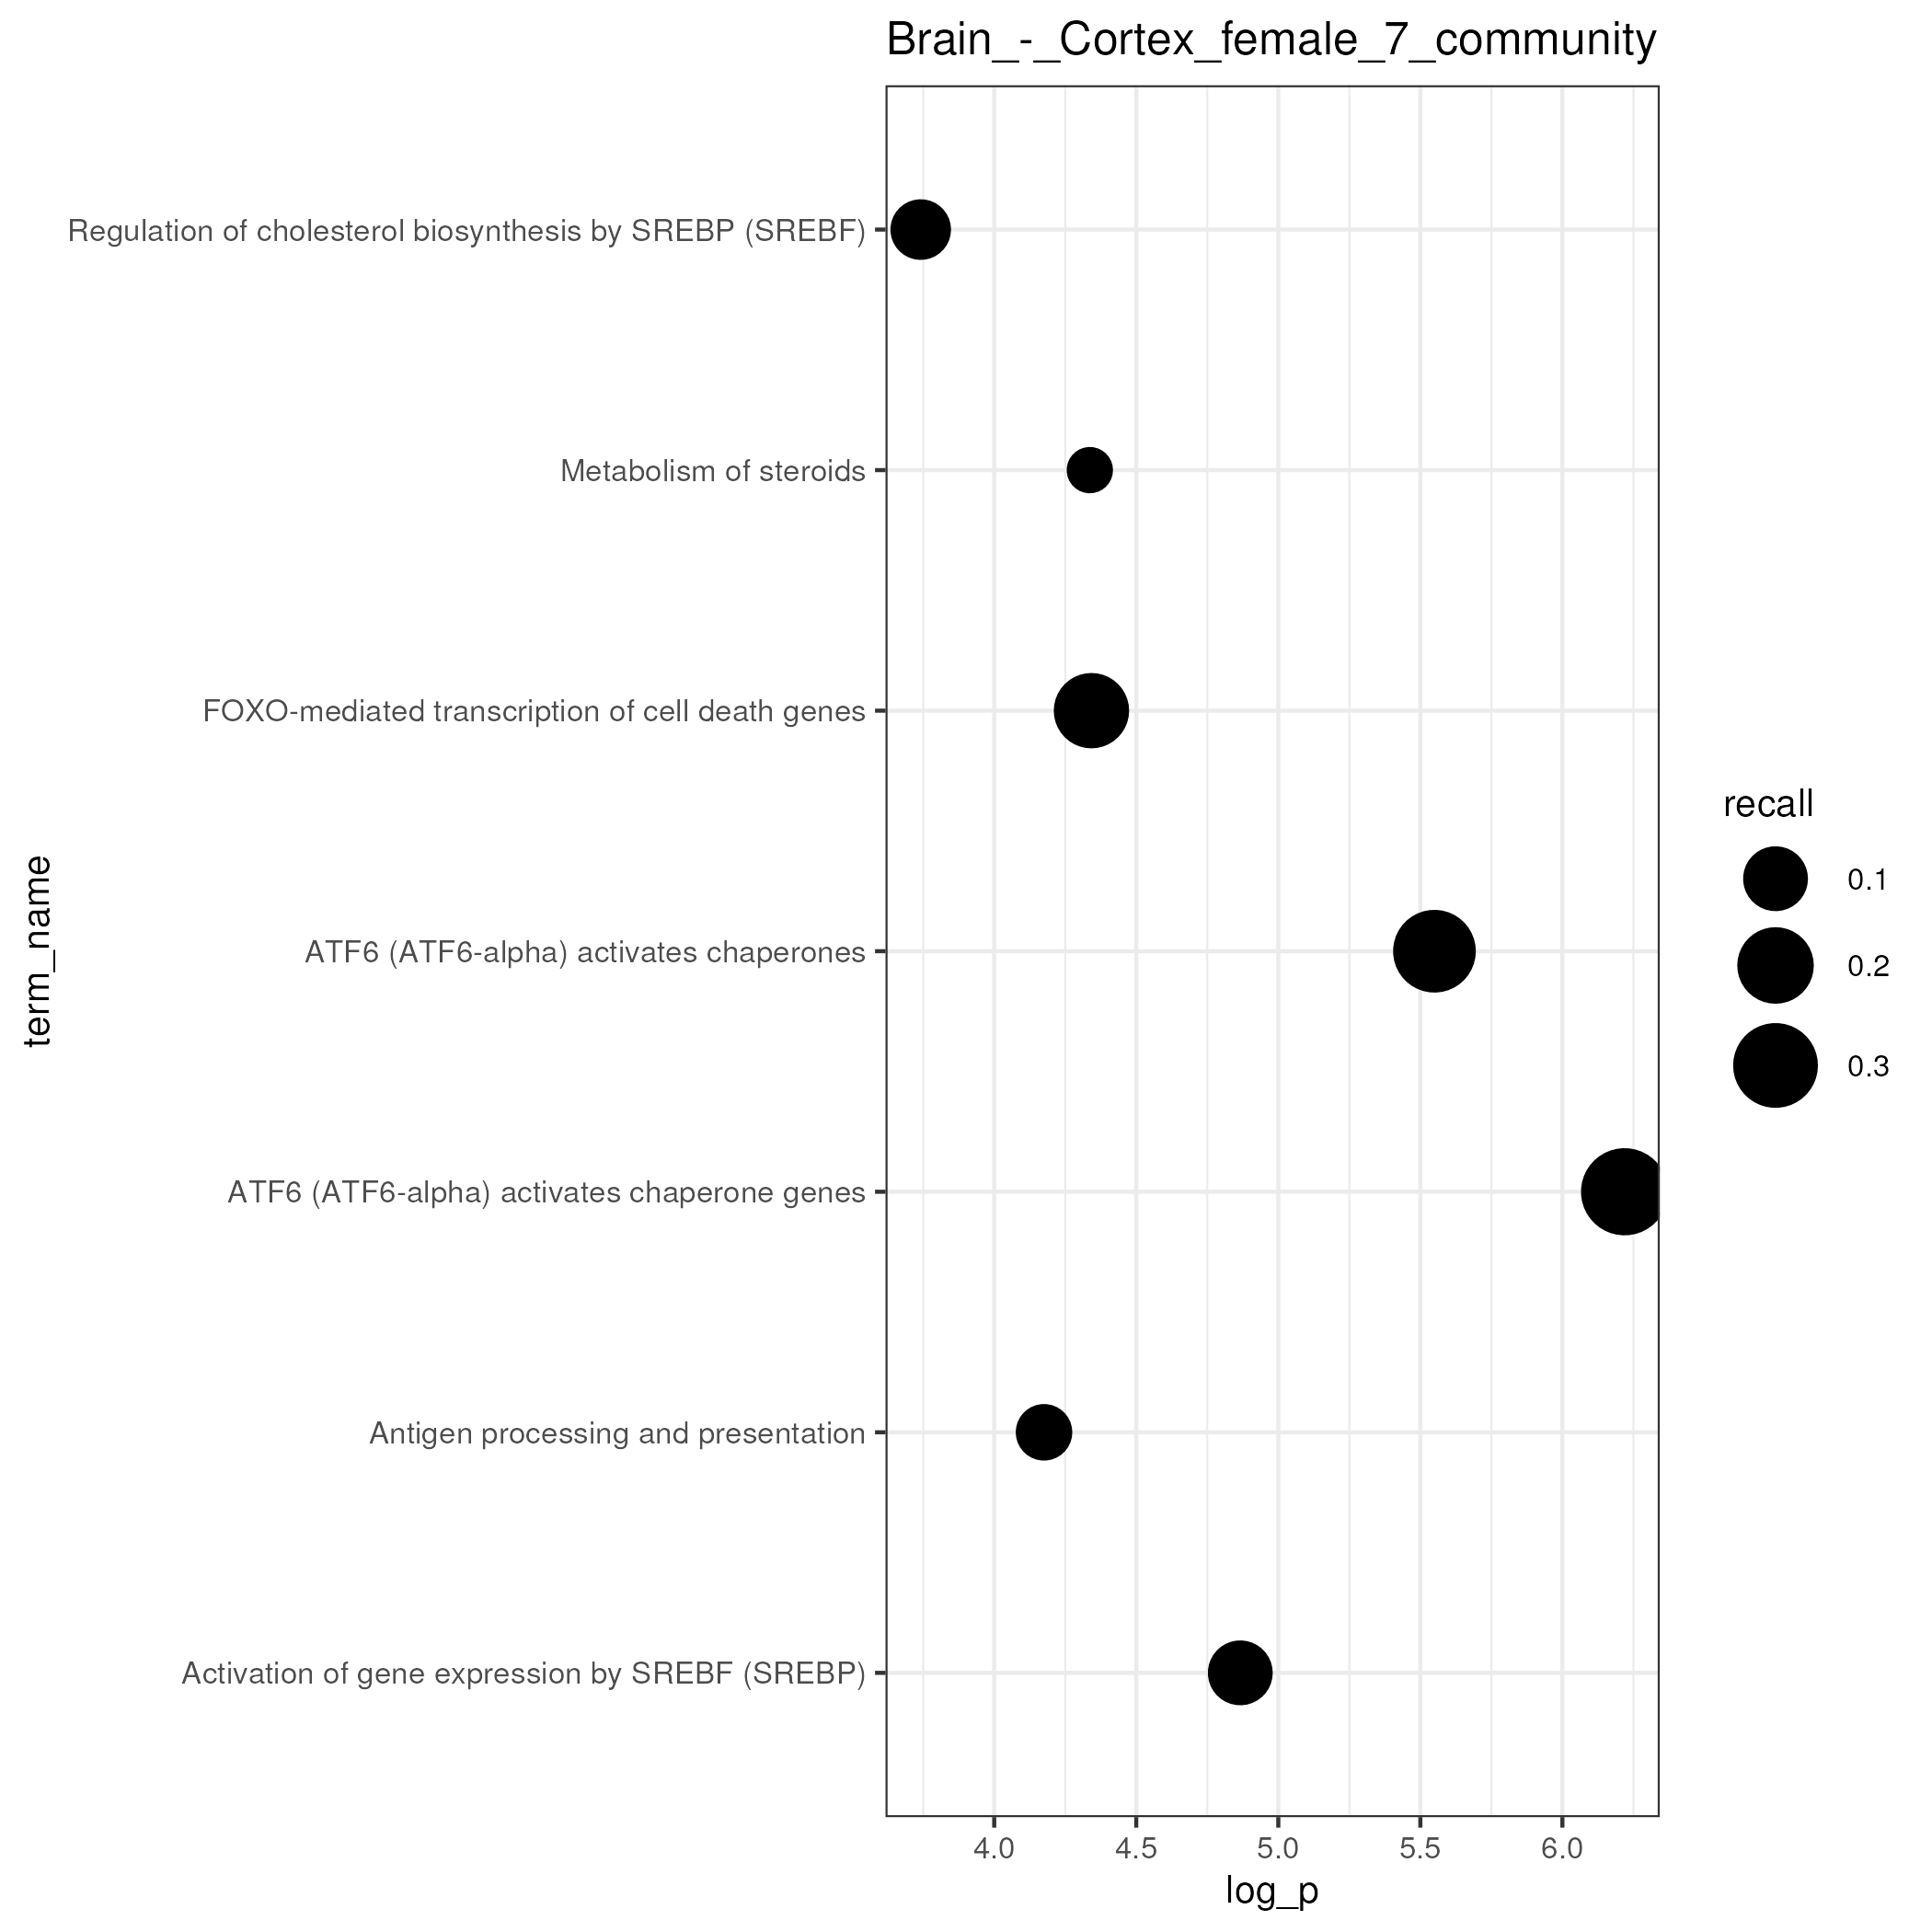 Brain_-_Cortex_female_7_community
term_name
Regulation of cholesterol biosynthesis by SREBP (SREBF)
Metabolism of steroids
FOXO-mediated transcription of cell death genes
ATF6 (ATF6-alpha) activates chaperones
ATF6 (ATF6-alpha) activates chaperone genes
Antigen processing and presentation
Activation of gene expression by SREBF (SREBP)
4.0 4.5 5.0 5.5 6.0
log_p
recall
0.1
0.2
0.3